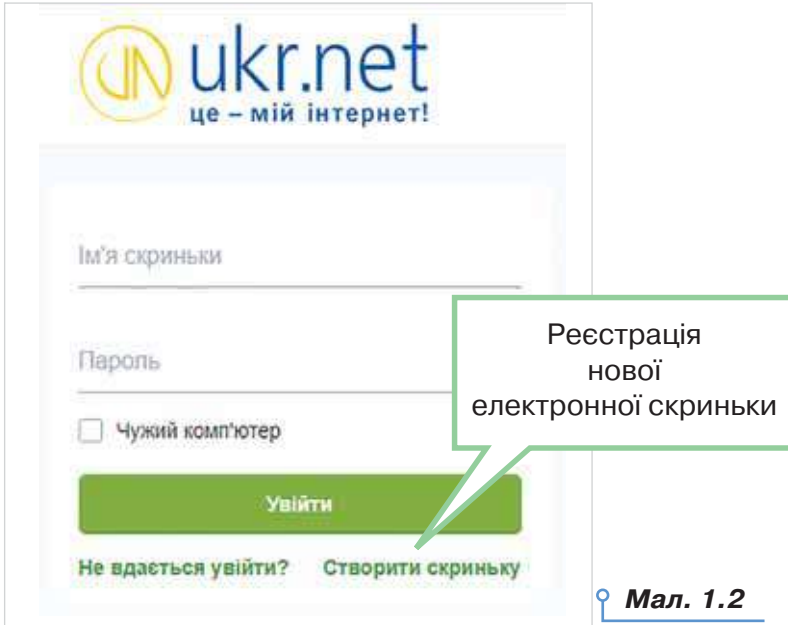 ukr.net
це – мій інтернет!
Ім'я скриньки
Пароль
Чужий комп'ютер
Увійти
Не вдається увійти? Створити скриньку
Реєстрація
нової
електронної скриньки
Мал. 1.2